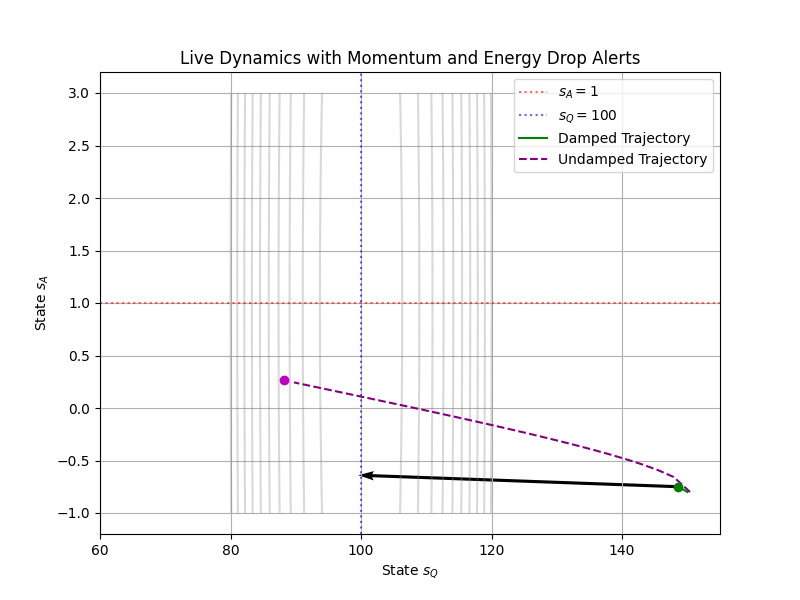 Live Dynamics with Momentum and Energy Drop Alerts
3.0
2.5
2.0
1.5
1.0
0.5
0.0
−0.5
−1.0
State s_A
s_A = 1
s_Q = 100
Damped Trajectory
Undamped Trajectory
60 80 100 120 140
State s_Q